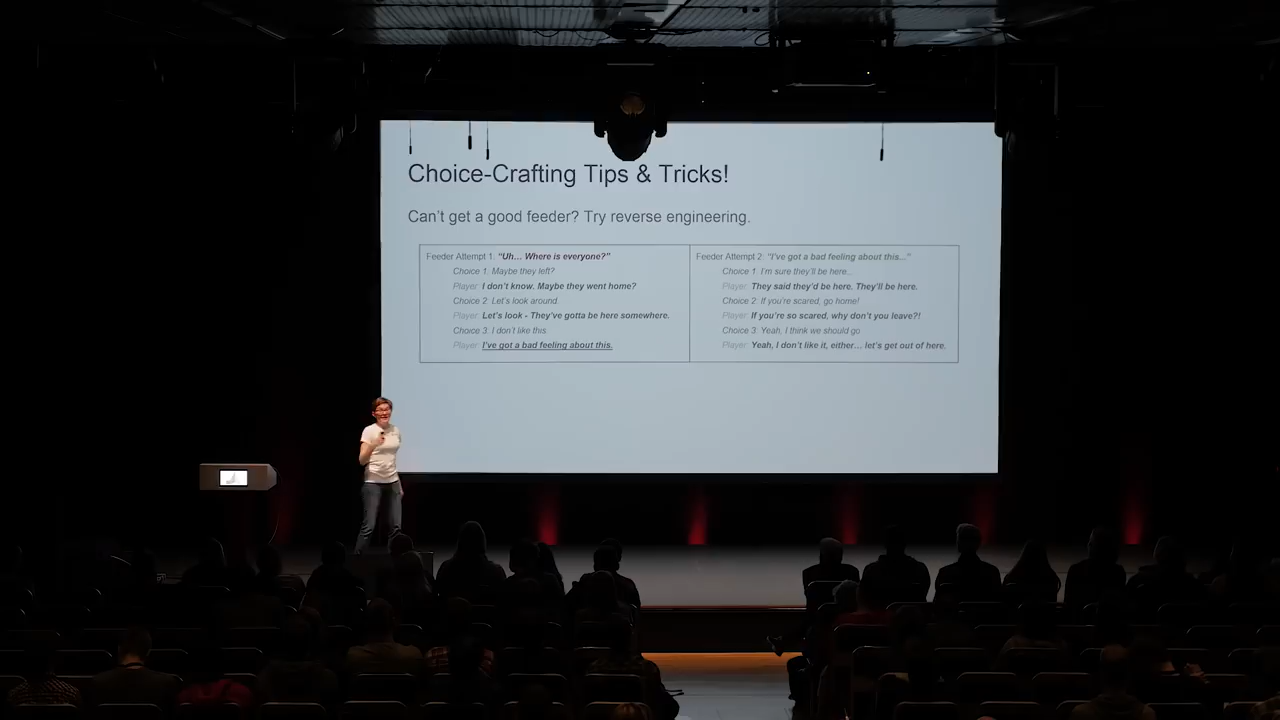 Choice-Crafting Tips & Tricks!
Can't get a good feeder? Try reverse engineering.
Feeder Attempt 1: “Uh... Where is everyone?”
Choice 1: Maybe they left?
Player: I don't know. Maybe they went home?
Choice 2: Let's look around.
Player: Let's look - They've gotta be here somewhere.
Choice 3: I don't like this.
Player: I've got a bad feeling about this.
Feeder Attempt 2: “I've got a bad feeling about this...”
Choice 1: I'm sure they'll be here...
Player: They said they'd be here. They'll be here.
Choice 2: If you're scared, go home!
Player: If you're so scared, why don't you leave?!
Choice 3: Yeah, I think we should go
Player: Yeah, I don't like it, either... let's get out of here.